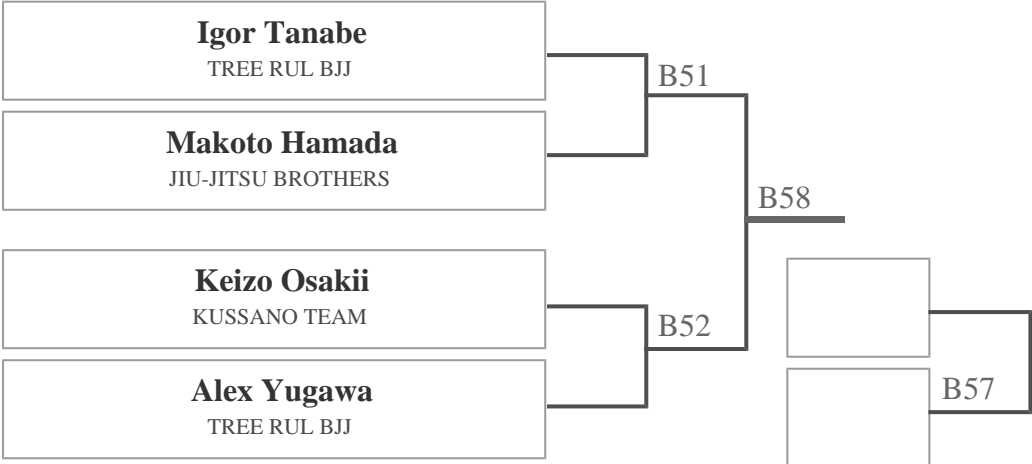 Igor Tanabe
TREE RUL BJJ
B51
Makoto Hamada
JIU-JITSU BROTHERS
B58
Keizo Osakii
KUSSANO TEAM
B52
Alex Yugawa
TREE RUL BJJ
B57